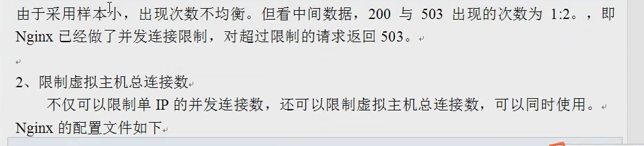 由于采用样本小，出现次数不均衡。但看中间数据，200 与 503 出现的次数为 1:2。，即
Nginx 已经做了并发连接限制，对超过限制的请求返回 503。
2、限制虚拟主机总连接数
不仅可以限制单 IP 的并发连接数，还可以限制虚拟主机总连接数，可以同时使用。
Nginx 的配置文件如下